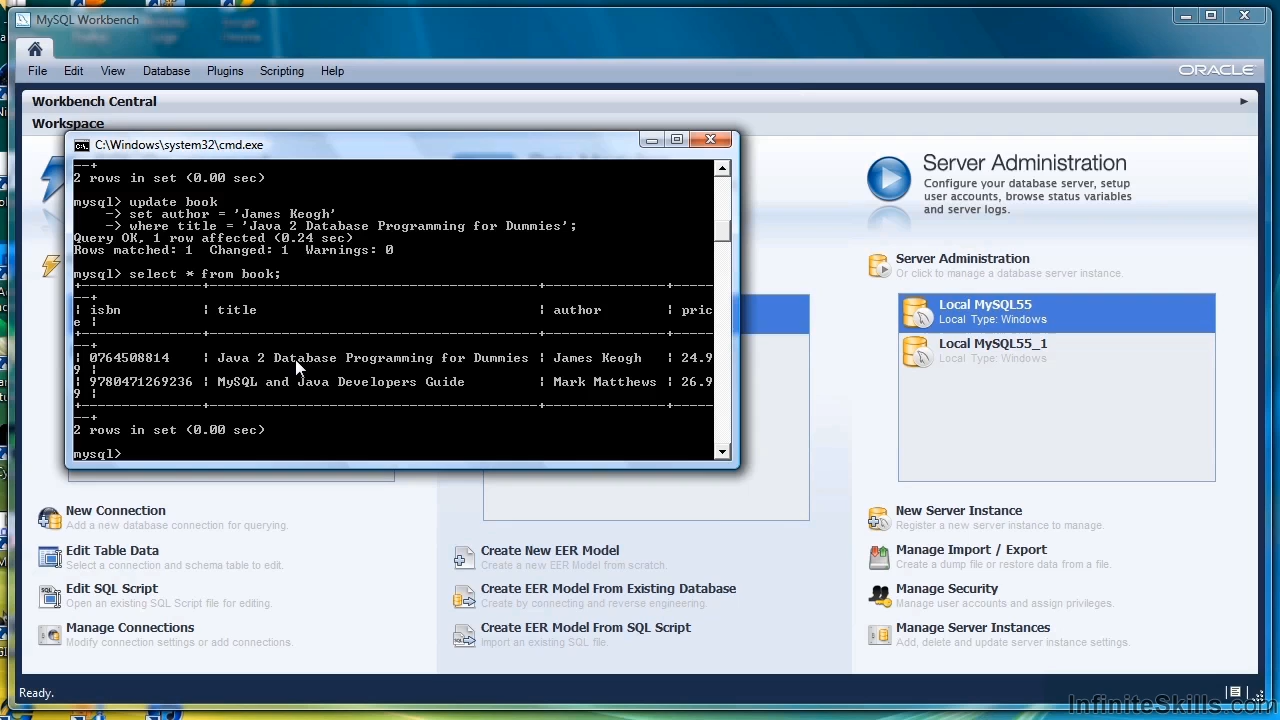 MySQL Workbench
File Edit View Database Plugins Scripting Help
ORACLE
Workbench Central
Workspace
C:\Windows\system32\cmd.exe
--+
2 rows in set (0.00 sec)
mysql> update book
-> set author = 'James Keogh'
-> where title = 'Java 2 Database Programming for Dummies';
Query OK, 1 row affected (0.24 sec)
Rows matched: 1 Changed: 1 Warnings: 0
mysql> select * from book;
+---------------+-----------------------------------------+---------------+-----
--+
| isbn | title | author | pric
e |
+---------------+-----------------------------------------+---------------+-----
--+
| 0764508814 | Java 2 Database Programming for Dummies | James Keogh | 24.9
9 |
| 9780471269236 | MySQL and Java Developers Guide | Mark Matthews | 26.9
9 |
+---------------+-----------------------------------------+---------------+-----
--+
2 rows in set (0.00 sec)
mysql>
New Connection
Add a new database connection for querying.
Edit Table Data
Select a connection and schema table to edit.
Edit SQL Script
Open an existing SQL Script file for editing.
Manage Connections
Modify connection settings or add connections.
Create New EER Model
Create a new EER Model from scratch.
Create EER Model From Existing Database
Create by connecting and reverse engineering.
Create EER Model From SQL Script
Import an existing SQL file.
Server Administration
Configure your database server, setup
user accounts, browse status variables
and server logs.
Server Administration
Or click to manage a database server instance.
Local MySQL55
Local Type: Windows
Local MySQL55_1
Local Type: Windows
New Server Instance
Register a new server instance to manage.
Manage Import / Export
Create a dump file or restore data from a file.
Manage Security
Manage user accounts and assign privileges.
Manage Server Instances
Add, delete and update server instance settings.
Ready.
InfiniteSkills.com